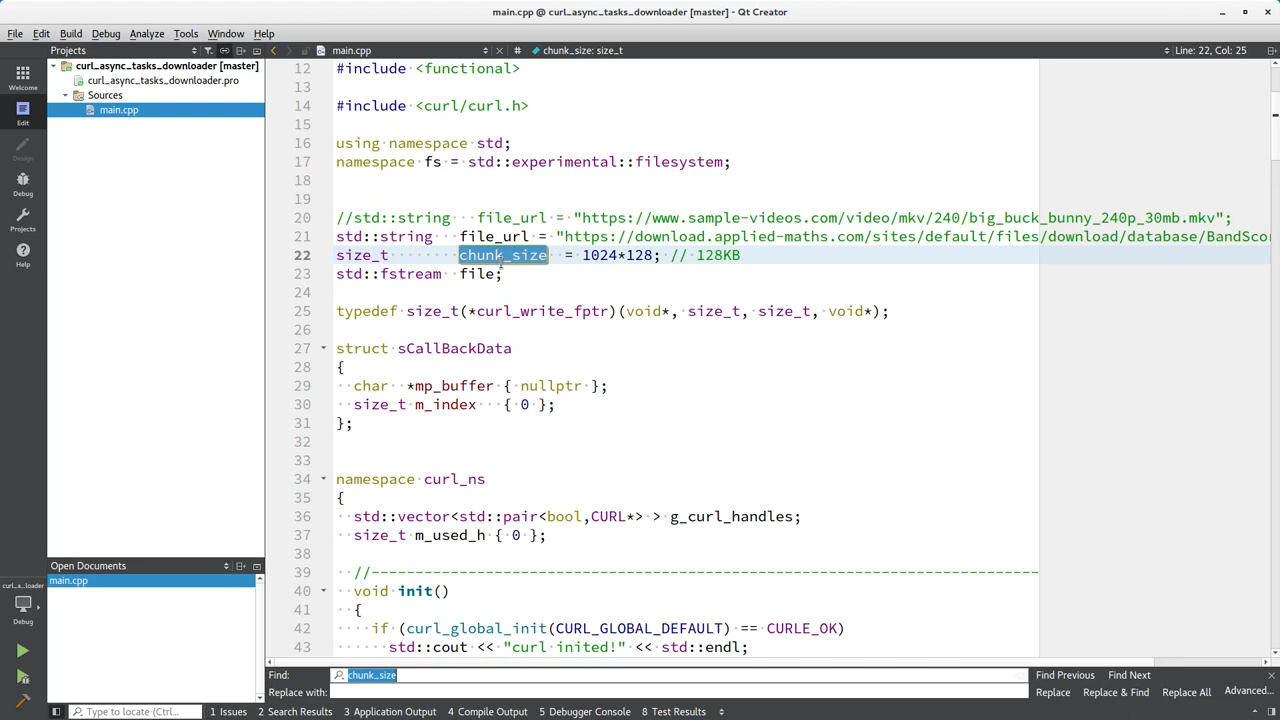 main.cpp @ curl_async_tasks_downloader [master] - Qt Creator
File Edit Build Debug Analyze Tools Window Help
Projects
main.cpp
# chunk_size: size_t
Line: 22, Col: 25
curl_async_tasks_downloader [master]
curl_async_tasks_downloader.pro
Sources
main.cpp
Welcome
Edit
Design
Debug
Projects
Help
12 #include <functional>
13
14 #include <curl/curl.h>
15
16 using namespace std;
17 namespace fs = std::experimental::filesystem;
18
19
20 //std::string file_url = "https://www.sample-videos.com/video/mkv/240/big_buck_bunny_240p_30mb.mkv";
21 std::string file_url = "https://download.applied-maths.com/sites/default/files/download/database/BandScor
22 size_t chunk_size = 1024*128; // 128KB
23 std::fstream file;
24
25 typedef size_t(*curl_write_fptr)(void*, size_t, size_t, void*);
26
27 struct sCallBackData
28 {
29 char *mp_buffer { nullptr };
30 size_t m_index { 0 };
31 };
32
33
34 namespace curl_ns
35 {
36 std::vector<std::pair<bool,CURL*> > g_curl_handles;
37 size_t m_used_h { 0 };
38
39 //-----------------------------------------------------------------------------
40 void init()
41 {
42 if (curl_global_init(CURL_GLOBAL_DEFAULT) == CURLE_OK)
43 std::cout << "curl inited!" << std::endl;
Open Documents
main.cpp
curl_a...loader
Debug
Find: chunk_size
Find Previous Find Next
Replace with:
Replace Replace & Find Replace All Advanced...
Type to locate (Ctrl...
1 Issues 2 Search Results 3 Application Output 4 Compile Output 5 Debugger Console 8 Test Results